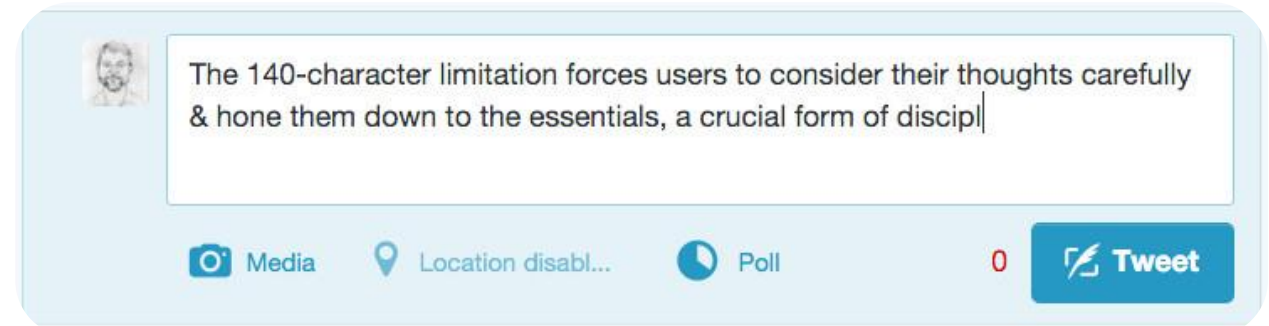 The 140-character limitation forces users to consider their thoughts carefully
& hone them down to the essentials, a crucial form of discipl
Media Location disabl... Poll 0 Tweet